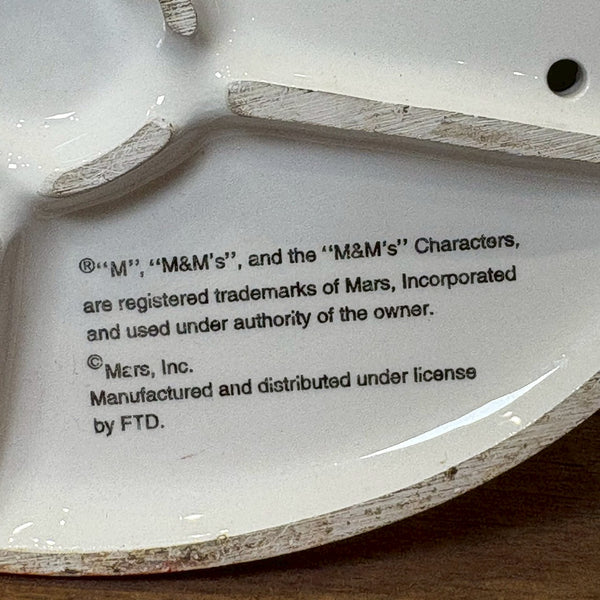 ®“M”, “M&M's”, and the “M&M's” Characters,
are registered trademarks of Mars, Incorporated
and used under authority of the owner.
©Mars, Inc.
Manufactured and distributed under license
by FTD.